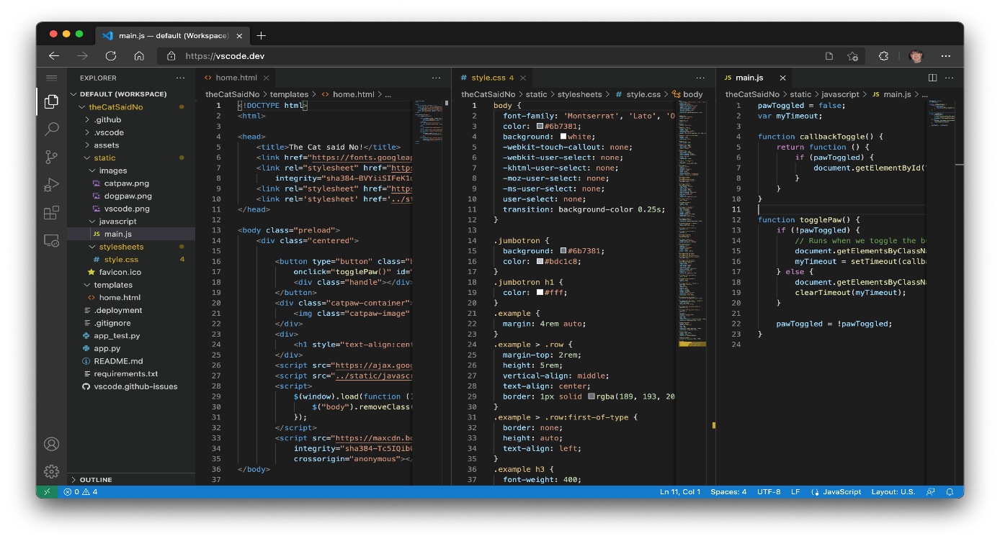 main.js — default (Workspace)
https://vscode.dev
EXPLORER
DEFAULT (WORKSPACE)
theCatSaidNo
.github
.vscode
assets
static
images
catpaw.png
dogpaw.png
vscode.png
javascript
JS main.js
stylesheets
# style.css 4
favicon.ico
templates
<> home.html
.deployment
.gitignore
app_test.py
app.py
README.md
requirements.txt
vscode.github-issues
OUTLINE
<> home.html
theCatSaidNo > templates > <> home.html > ...
1 <!DOCTYPE html>
2 <html>
3
4 <head>
5 <title>The Cat said No!</title>
6 <link href="https://fonts.googleap
7 <link rel="stylesheet" href="https
8 integrity="sha384-BVYiiSIFeK1
9 <link rel="stylesheet" href="https
10 <link rel='stylesheet' href='../st
11 </head>
12
13 <body class="preload">
14 <div class="centered">
15
16 <button type="button" class="
17 onclick="togglePaw()" id=
18 <div class="handle"></div>
19 </button>
20 <div class="catpaw-container">
21 <img class="catpaw-image"
22 </div>
23 <div>
24 <h1 style="text-align:cent
25 </div>
26 <script src="https://ajax.goog
27 <script src="../static/javascr
28 <script>
29 $(window).load(function ()
30 $("body").removeClass(
31 });
32 </script>
33 <script src="https://maxcdn.bo
34 integrity="sha384-Tc5IQib
35 crossorigin="anonymous"></
36 </body>
37
# style.css 4
theCatSaidNo > static > stylesheets > # style.css > body
1 body {
2 font-family: 'Montserrat', 'Lato', 'O
3 color: #6b7381;
4 background: white;
5 -webkit-touch-callout: none;
6 -webkit-user-select: none;
7 -khtml-user-select: none;
8 -moz-user-select: none;
9 -ms-user-select: none;
10 user-select: none;
11 transition: background-color 0.25s;
12 }
13
14 .jumbotron {
15 background: #6b7381;
16 color: #bdc1c8;
17 }
18 .jumbotron h1 {
19 color: #fff;
20 }
21 .example {
22 margin: 4rem auto;
23 }
24 .example > .row {
25 margin-top: 2rem;
26 height: 5rem;
27 vertical-align: middle;
28 text-align: center;
29 border: 1px solid rgba(189, 193, 20
30 }
31 .example > .row:first-of-type {
32 border: none;
33 height: auto;
34 text-align: left;
35 }
36 .example h3 {
37 font-weight: 400;
JS main.js
theCatSaidNo > static > javascript > JS main.js > ...
1 pawToggled = false;
2 var myTimeout;
3
4 function callbackToggle() {
5 return function () {
6 if (pawToggled) {
7 document.getElementById(
8 }
9 }
10 }
11
12 function togglePaw() {
13 if (!pawToggled) {
14 // Runs when we toggle the bu
15 document.getElementsByClassNa
16 myTimeout = setTimeout(callba
17 } else {
18 document.getElementsByClassNa
19 clearTimeout(myTimeout);
20 }
21
22 pawToggled = !pawToggled;
23 }
24
0 4
Ln 11, Col 1 Spaces: 4 UTF-8 LF JavaScript Layout: U.S.